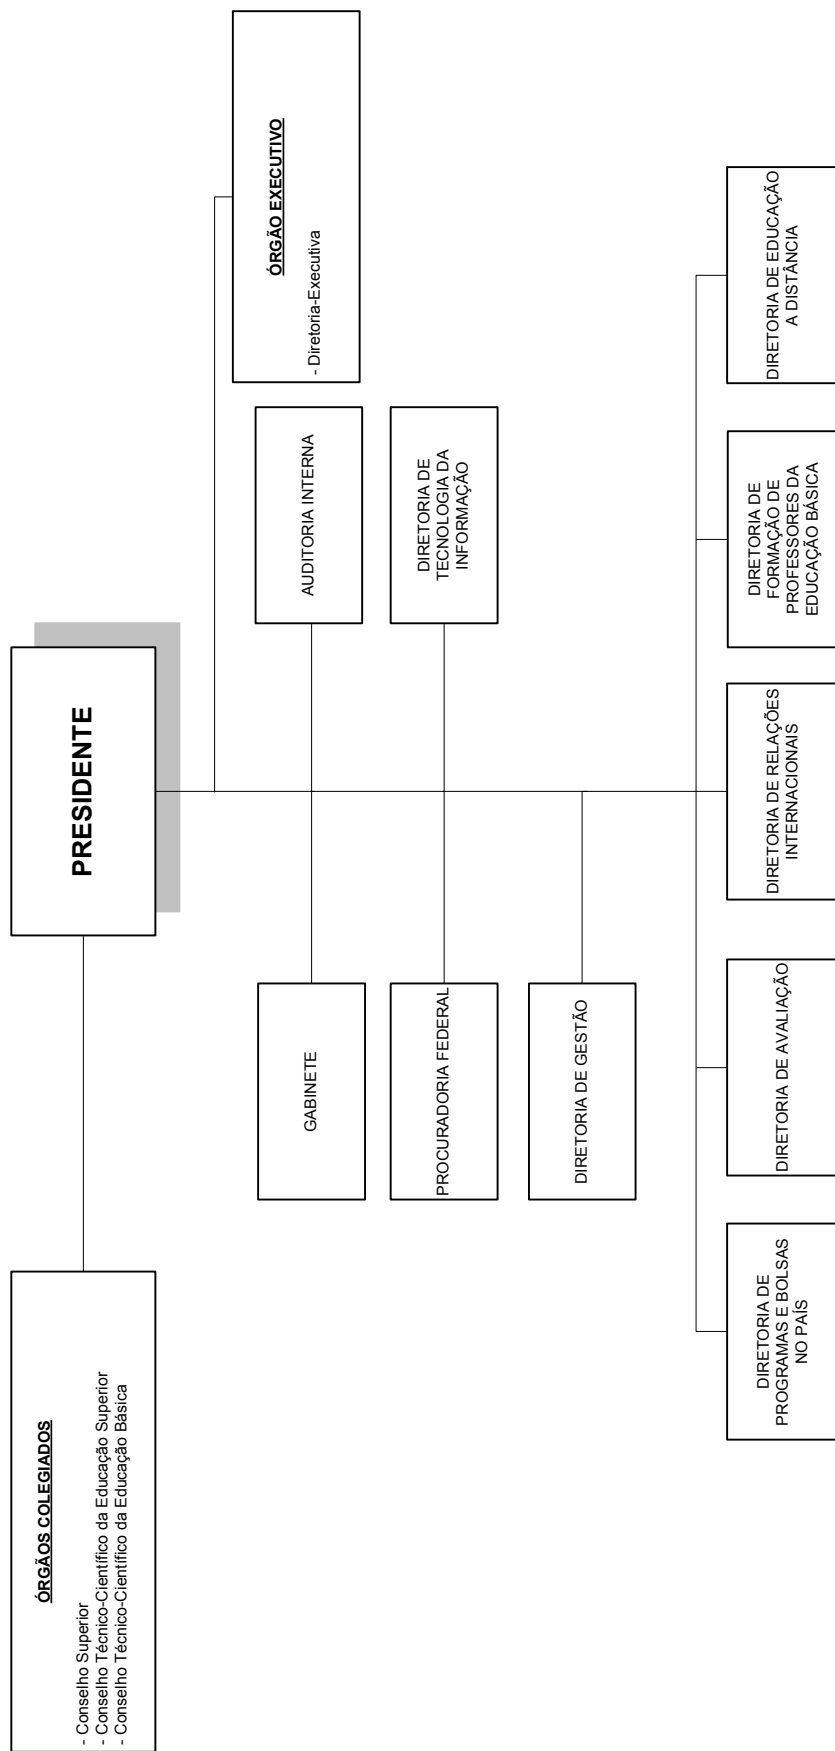 ÓRGÃOS COLEGIADOS
- Conselho Superior
- Conselho Técnico-Científico da Educação Superior
- Conselho Técnico-Científico da Educação Básica
PRESIDENTE
ÓRGÃO EXECUTIVO
- Diretoria-Executiva
GABINETE
AUDITORIA INTERNA
PROCURADORIA FEDERAL
DIRETORIA DE
TECNOLOGIA DA
INFORMAÇÃO
DIRETORIA DE GESTÃO
DIRETORIA DE
PROGRAMAS E BOLSAS
NO PAÍS
DIRETORIA DE AVALIAÇÃO
DIRETORIA DE RELAÇÕES
INTERNACIONAIS
DIRETORIA DE
FORMAÇÃO DE
PROFESSORES DA
EDUCAÇÃO BÁSICA
DIRETORIA DE EDUCAÇÃO
A DISTÂNCIA